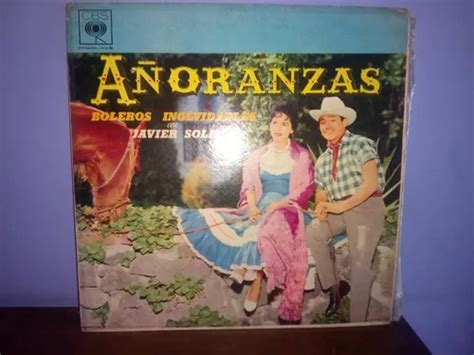 CBS
AÑORANZAS
BOLEROS INOLVIDABLES
JAVIER SOLIS